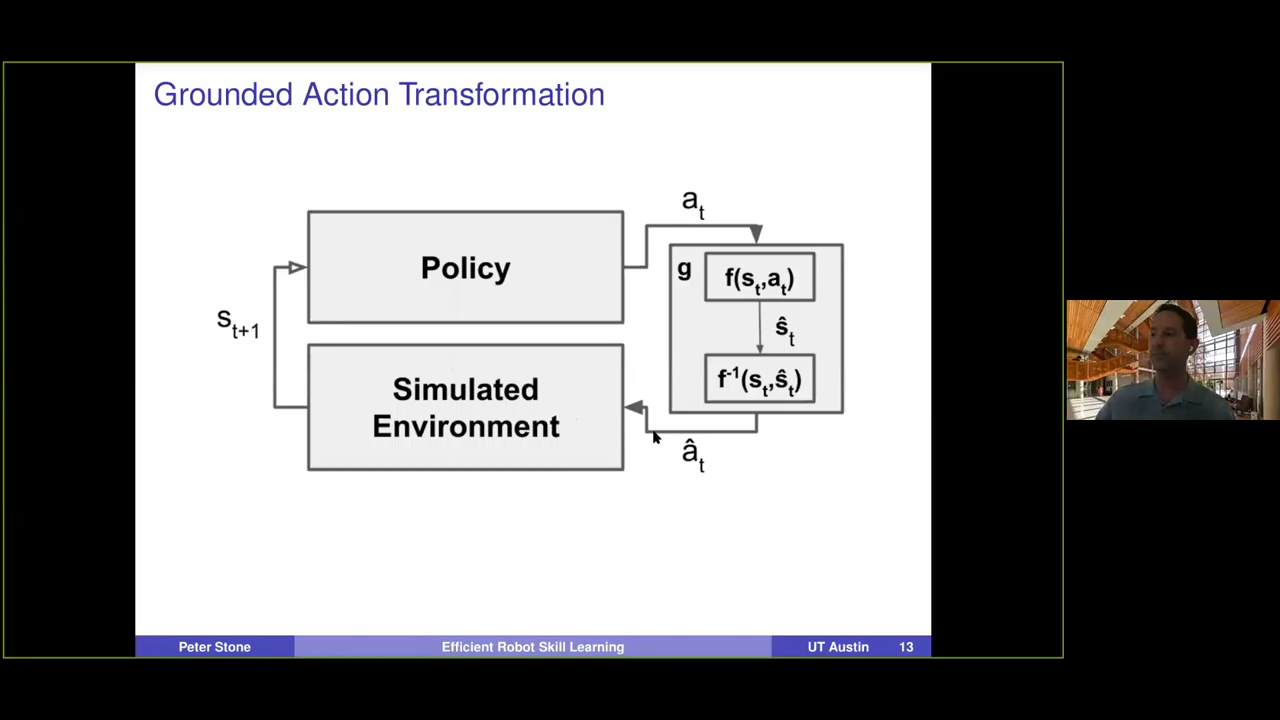 Grounded Action Transformation
a_t
Policy
g
f(s_t,a_t)
s_{t+1}
ŝ_t
Simulated
Environment
f^{-1}(s_t,ŝ_t)
â_t
Peter Stone
Efficient Robot Skill Learning
UT Austin
13